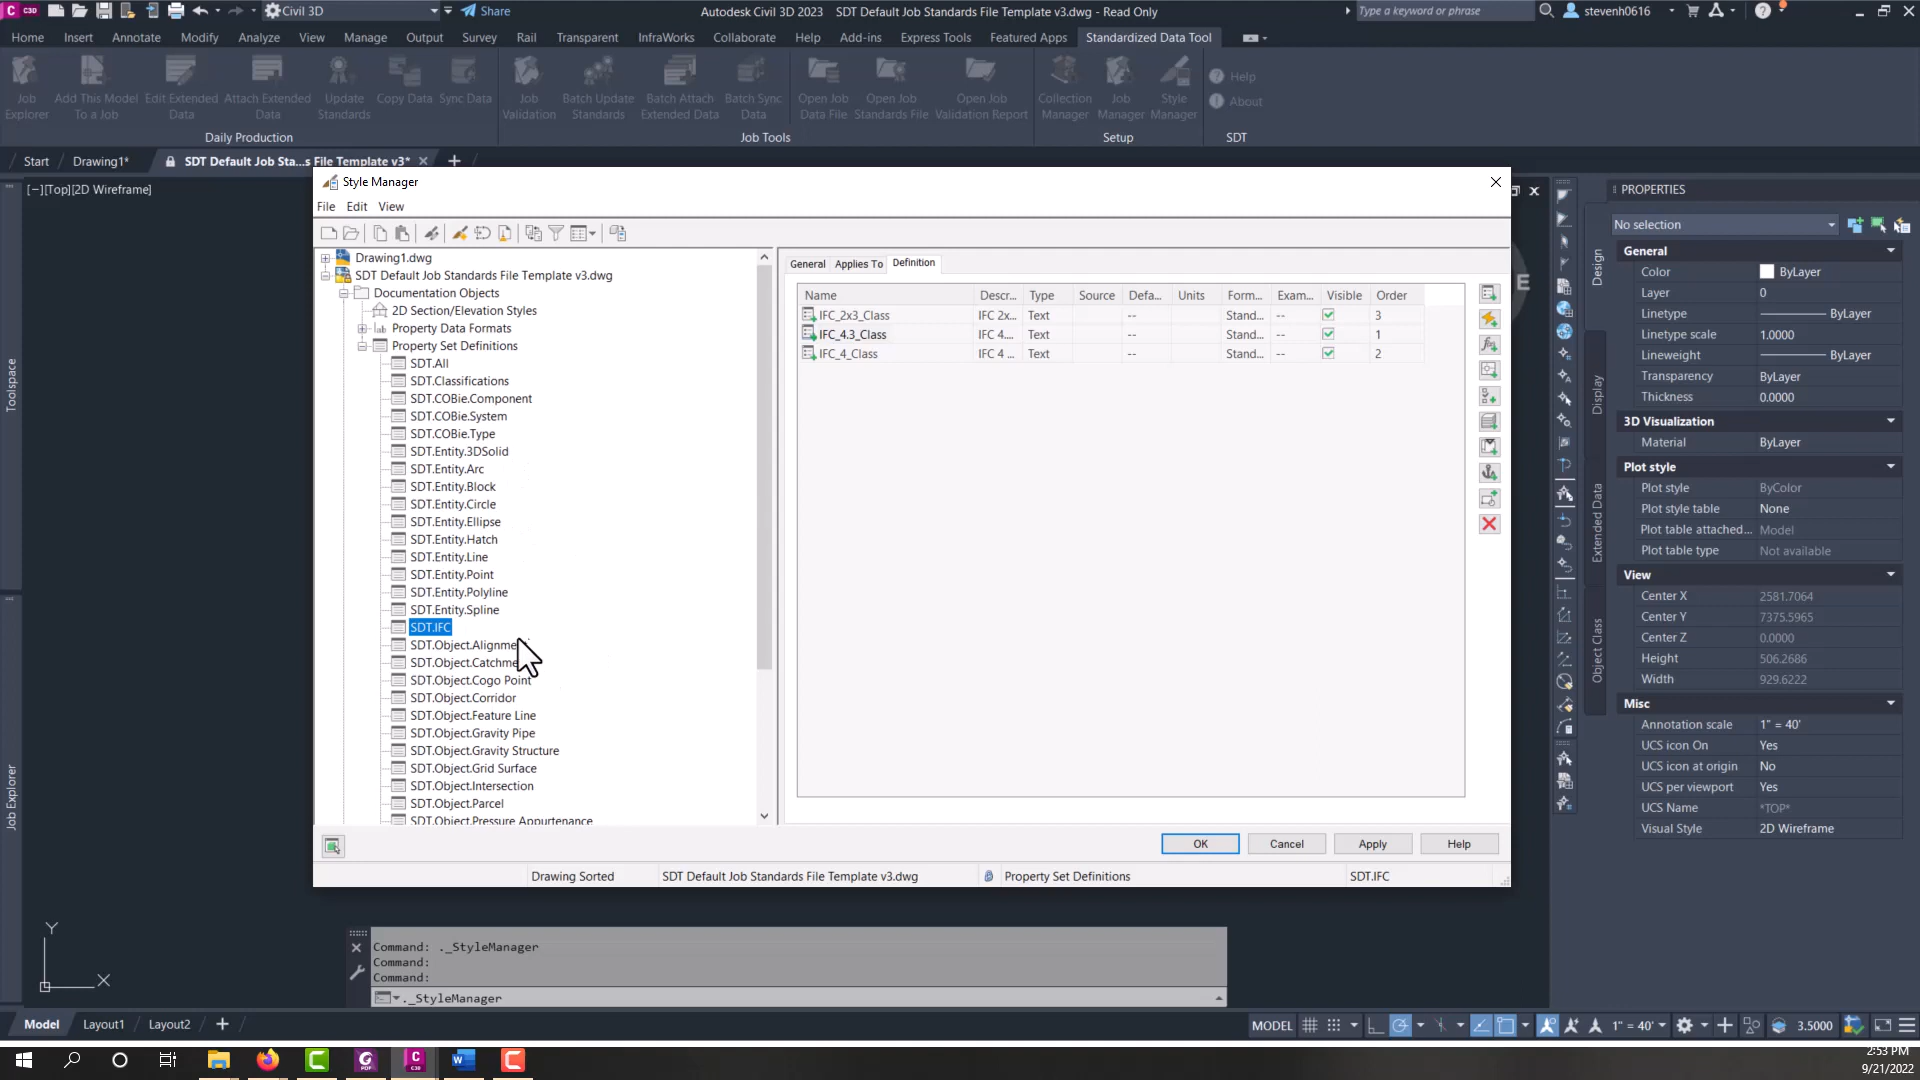 C3D
Civil 3D
Share
Autodesk Civil 3D 2023 SDT Default Job Standards File Template v3.dwg - Read Only
Type a keyword or phrase
stevenh0616
Home Insert Annotate Modify Analyze View Manage Output Survey Rail Transparent InfraWorks Collaborate Help Add-ins Express Tools Featured Apps Standardized Data Tool
Job Explorer
Add This Model To a Job
Edit Extended Data
Attach Extended Data
Update Standards
Copy Data
Sync Data
Job Validation
Batch Update Standards
Batch Attach Extended Data
Batch Sync Data
Open Job Data File
Open Job Standards File
Open Job Validation Report
Collection Manager
Job Manager
Style Manager
Help
About
Daily Production
Job Tools
Setup
SDT
Start
Drawing1*
SDT Default Job Sta...s File Template v3*
[−][Top][2D Wireframe]
Toolspace
Job Explorer
Style Manager
File Edit View
Drawing1.dwg
SDT Default Job Standards File Template v3.dwg
Documentation Objects
2D Section/Elevation Styles
Property Data Formats
Property Set Definitions
SDT.All
SDT.Classifications
SDT.COBie.Component
SDT.COBie.System
SDT.COBie.Type
SDT.Entity.3DSolid
SDT.Entity.Arc
SDT.Entity.Block
SDT.Entity.Circle
SDT.Entity.Ellipse
SDT.Entity.Hatch
SDT.Entity.Line
SDT.Entity.Point
SDT.Entity.Polyline
SDT.Entity.Spline
SDT.IFC
SDT.Object.Alignme
SDT.Object.Catchme
SDT.Object.Cogo Point
SDT.Object.Corridor
SDT.Object.Feature Line
SDT.Object.Gravity Pipe
SDT.Object.Gravity Structure
SDT.Object.Grid Surface
SDT.Object.Intersection
SDT.Object.Parcel
SDT.Object.Pressure Appurtenance
General Applies To Definition
Name Descr... Type Source Defa... Units Form... Exam... Visible Order
IFC_2x3_Class IFC 2x... Text -- Stand... -- 3
IFC_4.3_Class IFC 4.... Text -- Stand... -- 1
IFC_4_Class IFC 4 ... Text -- Stand... -- 2
OK Cancel Apply Help
Drawing Sorted SDT Default Job Standards File Template v3.dwg Property Set Definitions SDT.IFC
E
PROPERTIES
No selection
Design
Display
Extended Data
Object Class
General
Color ByLayer
Layer 0
Linetype ByLayer
Linetype scale 1.0000
Lineweight ByLayer
Transparency ByLayer
Thickness 0.0000
3D Visualization
Material ByLayer
Plot style
Plot style ByColor
Plot style table None
Plot table attached... Model
Plot table type Not available
View
Center X 2581.7064
Center Y 7375.5965
Center Z 0.0000
Height 506.2686
Width 929.6222
Misc
Annotation scale 1" = 40'
UCS icon On Yes
UCS icon at origin No
UCS per viewport Yes
UCS Name *TOP*
Visual Style 2D Wireframe
Y
X
Command: ._StyleManager
Command:
Command:
._StyleManager
Model Layout1 Layout2
MODEL 1" = 40' 3.5000
2:53 PM
9/21/2022